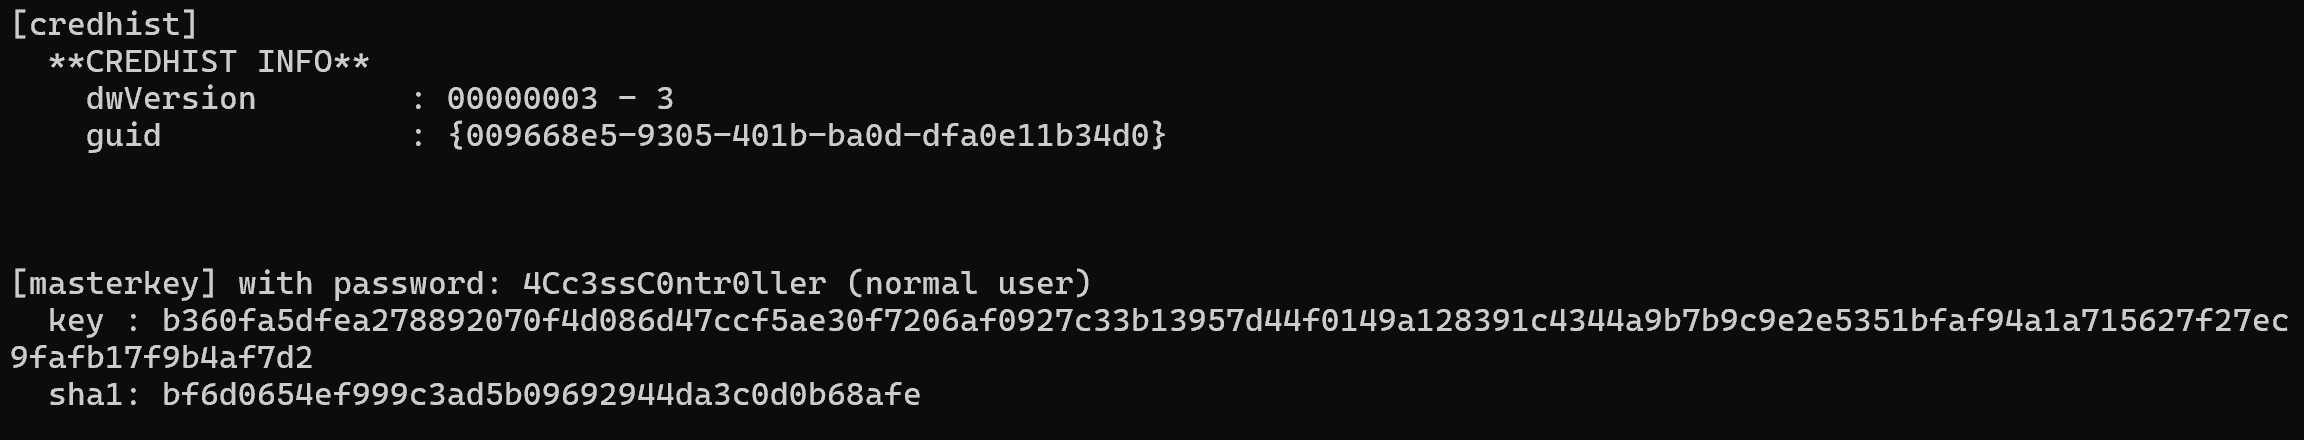 [credhist]
**CREDHIST INFO**
dwVersion : 00000003 - 3
guid : {009668e5-9305-401b-ba0d-dfa0e11b34d0}
[masterkey] with password: 4Cc3ssC0ntr0ller (normal user)
key : b360fa5dfea278892070f4d086d47ccf5ae30f7206af0927c33b13957d44f0149a128391c4344a9b7b9c9e2e5351bfaf94a1a715627f27ec
9fafb17f9b4af7d2
sha1: bf6d0654ef999c3ad5b09692944da3c0d0b68afe